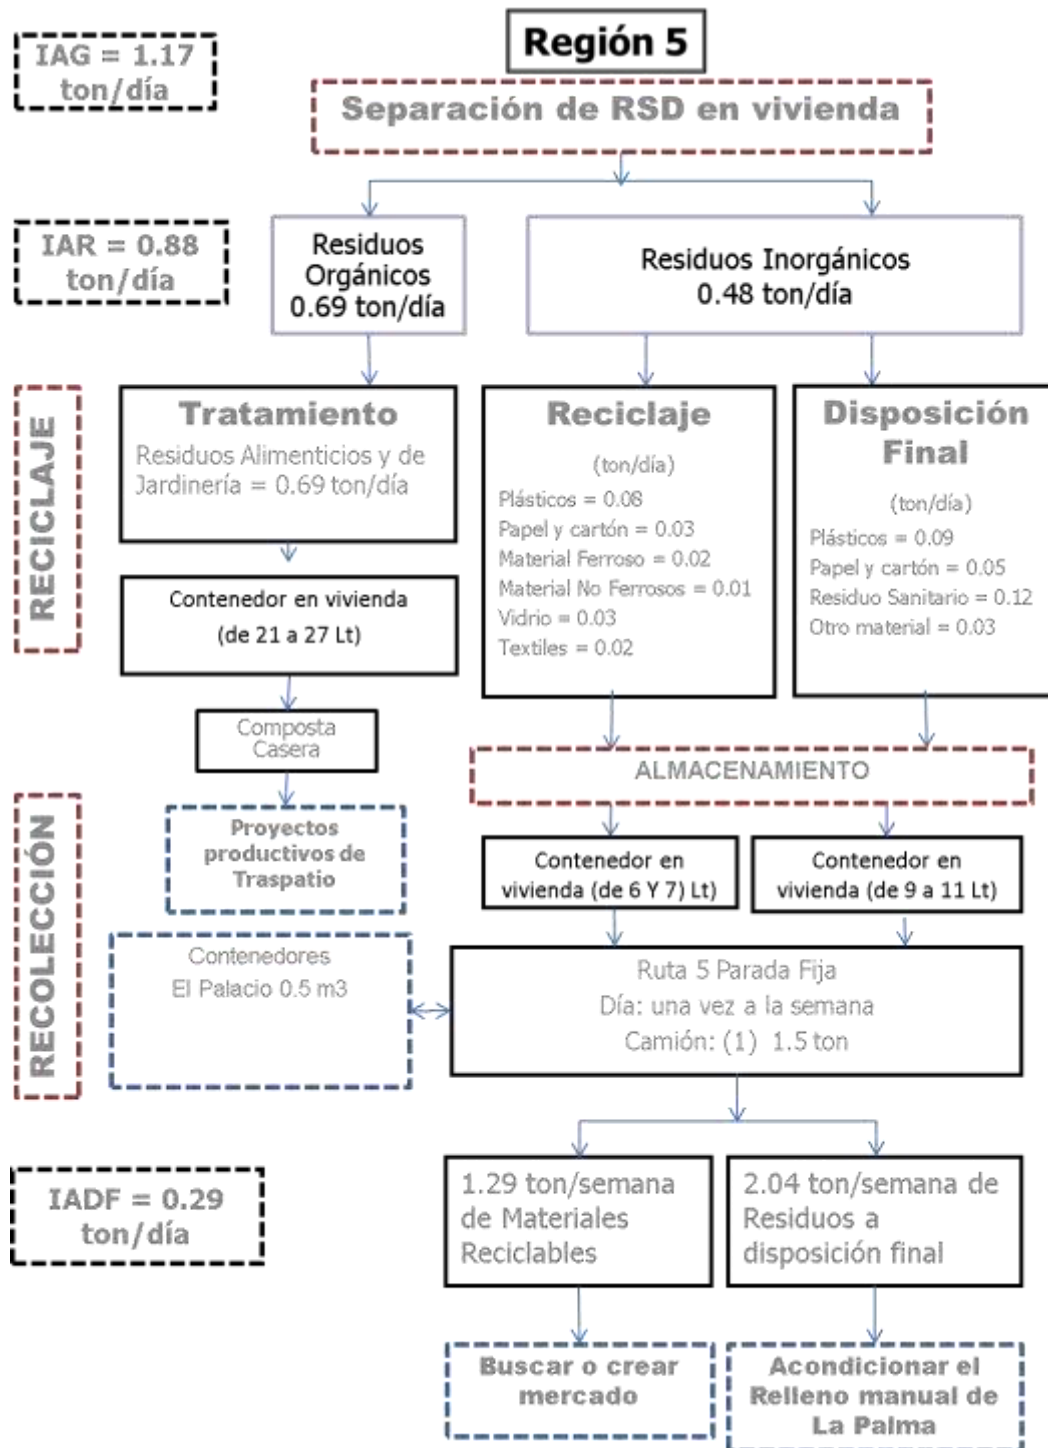 Región 5
IAG = 1.17
ton/día
Separación de RSD en vivienda
IAR = 0.88
ton/día
Residuos
Orgánicos
0.69 ton/día
Residuos Inorgánicos
0.48 ton/día
RECICLAJE
Tratamiento
Residuos Alimenticios y de
Jardinería = 0.69 ton/día
Reciclaje
(ton/día)
Plásticos = 0.08
Papel y cartón = 0.03
Material Ferroso = 0.02
Material No Ferrosos = 0.01
Vidrio = 0.03
Textiles = 0.02
Disposición
Final
(ton/día)
Plásticos = 0.09
Papel y cartón = 0.05
Residuo Sanitario = 0.12
Otro material = 0.03
Contenedor en vivienda
(de 21 a 27 Lt)
Composta
Casera
ALMACENAMIENTO
RECOLECCIÓN
Proyectos
productivos de
Traspatio
Contenedor en
vivienda (de 6 Y 7) Lt)
Contenedor en
vivienda (de 9 a 11 Lt)
Contenedores
El Palacio 0.5 m3
Ruta 5 Parada Fija
Día: una vez a la semana
Camión: (1) 1.5 ton
IADF = 0.29
ton/día
1.29 ton/semana
de Materiales
Reciclables
2.04 ton/semana de
Residuos a
disposición final
Buscar o crear
mercado
Acondicionar el
Relleno manual de
La Palma